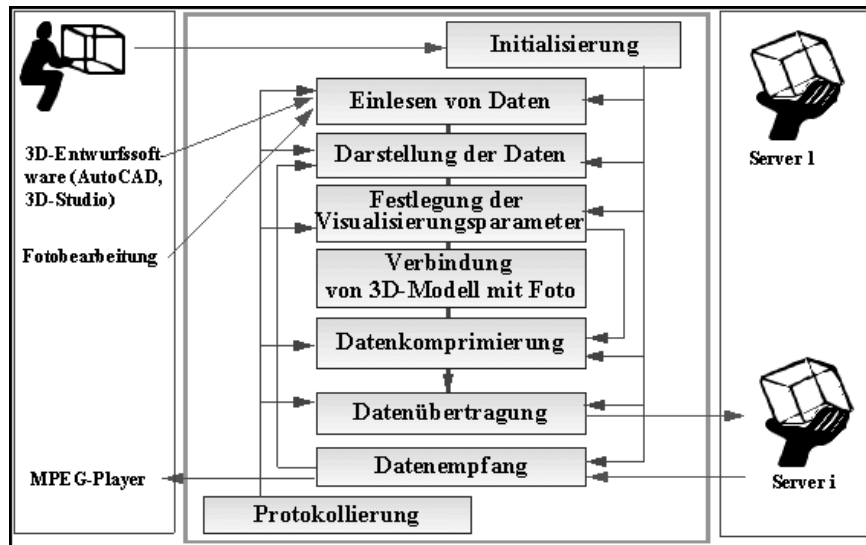 Initialisierung
Einlesen von Daten
Darstellung der Daten
Festlegung der
Visualisierungsparameter
Verbindung
von 3D-Modell mit Foto
Datenkomprimierung
Datenübertragung
Datenempfang
Protokollierung
3D-Entwurfssoft-
ware (AutoCAD,
3D-Studio)
Fotobearbeitung
MPEG-Player
Server 1
Server i